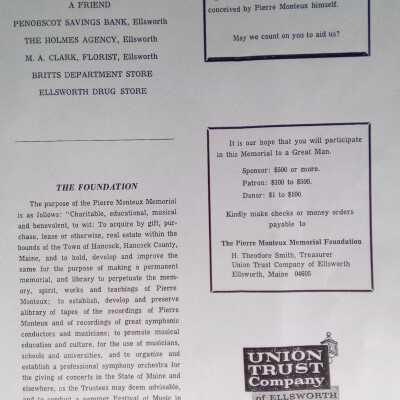 A FRIEND
PENOBSCOT SAVINGS BANK, Ellsworth
THE HOLMES AGENCY, Ellsworth
M. A. CLARK, FLORIST, Ellsworth
BRITTS DEPARTMENT STORE
ELLSWORTH DRUG STORE
THE FOUNDATION
The purpose of the Pierre Monteux Memorial
is as follows: "Charitable, educational, musical
and benevolent, to wit: To acquire by gift, pur-
chase, lease or otherwise, real estate within the
bounds of the Town of Hancock, Hancock County,
Maine, and to hold, develop and improve the
same for the purpose of making a permanent
memorial, and library to perpetuate the mem-
ory, spirit, works and teachings of Pierre
Monteux; to establish, develop and preserve
alibrary of tapes of the recordings of Pierre
Monteux and of recordings of great symphonic
conductors and musicians; to promote musical
education and culture, for the use of musicians,
schools and universities, and to organize and
establish a professional symphony orchestra for
the giving of concerts in the State of Maine and
elsewhere, as the Trustees may deem advisable,
and to conduct a summer Festival of Music in
conceived by Pierre Monteux himself.
May we count on you to aid us?
It is our hope that you will participate
in this Memorial to a Great Man.
Sponsor: $500 or more.
Patron: $100 to $500.
Donor: $1 to $100.
Kindly make checks or money orders
payable to
The Pierre Monteux Memorial Foundation
H. Theodore Smith, Treasurer
Union Trust Company of Ellsworth
Ellsworth, Maine 04605
UNION
TRUST
Company
OF ELLSWORTH